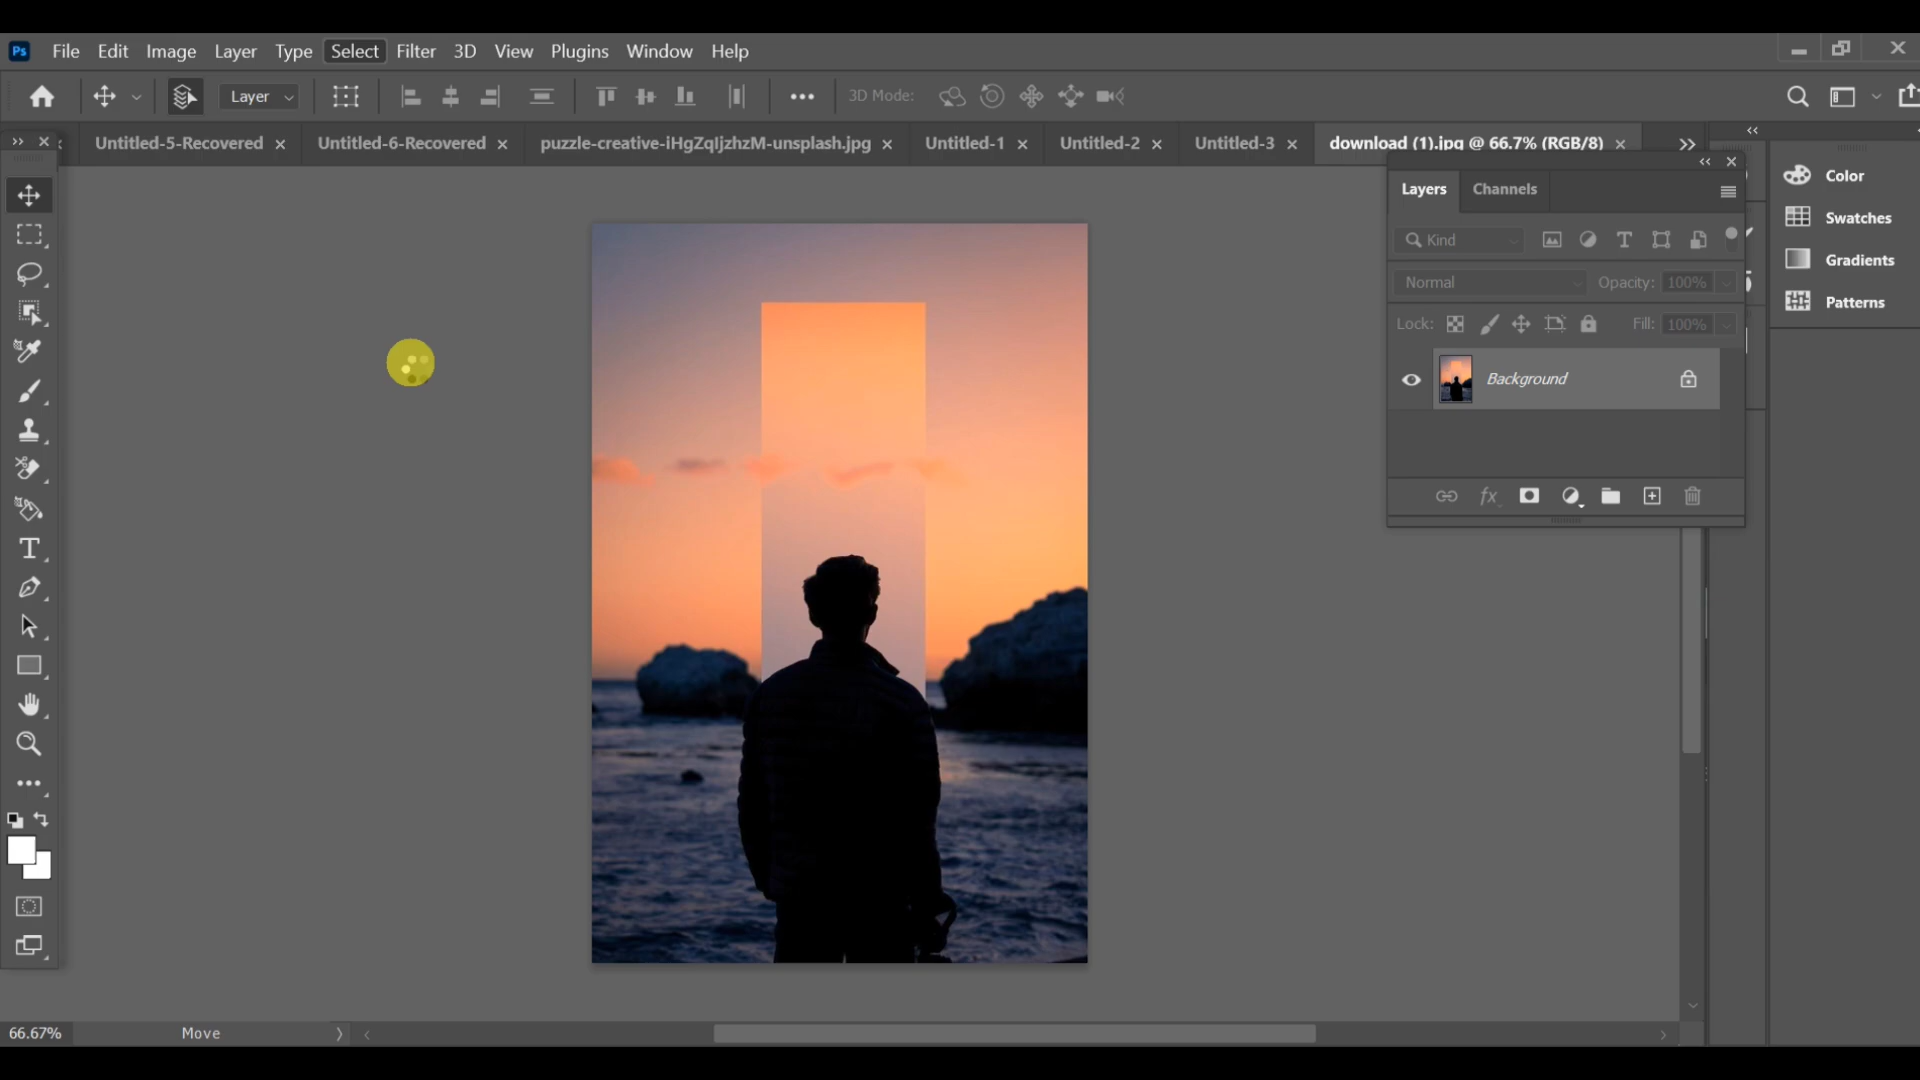 Ps File Edit Image Layer Type Select Filter 3D View Plugins Window Help
Layer 3D Mode:
Untitled-5-Recovered Untitled-6-Recovered puzzle-creative-iHgZqIjzhzM-unsplash.jpg Untitled-1 Untitled-2 Untitled-3 download (1).jpg @ 66.7% (RGB/8)
Layers Channels
Kind
Normal Opacity: 100%
Lock: Fill: 100%
Background
Color
Swatches
Gradients
Patterns
66.67% Move